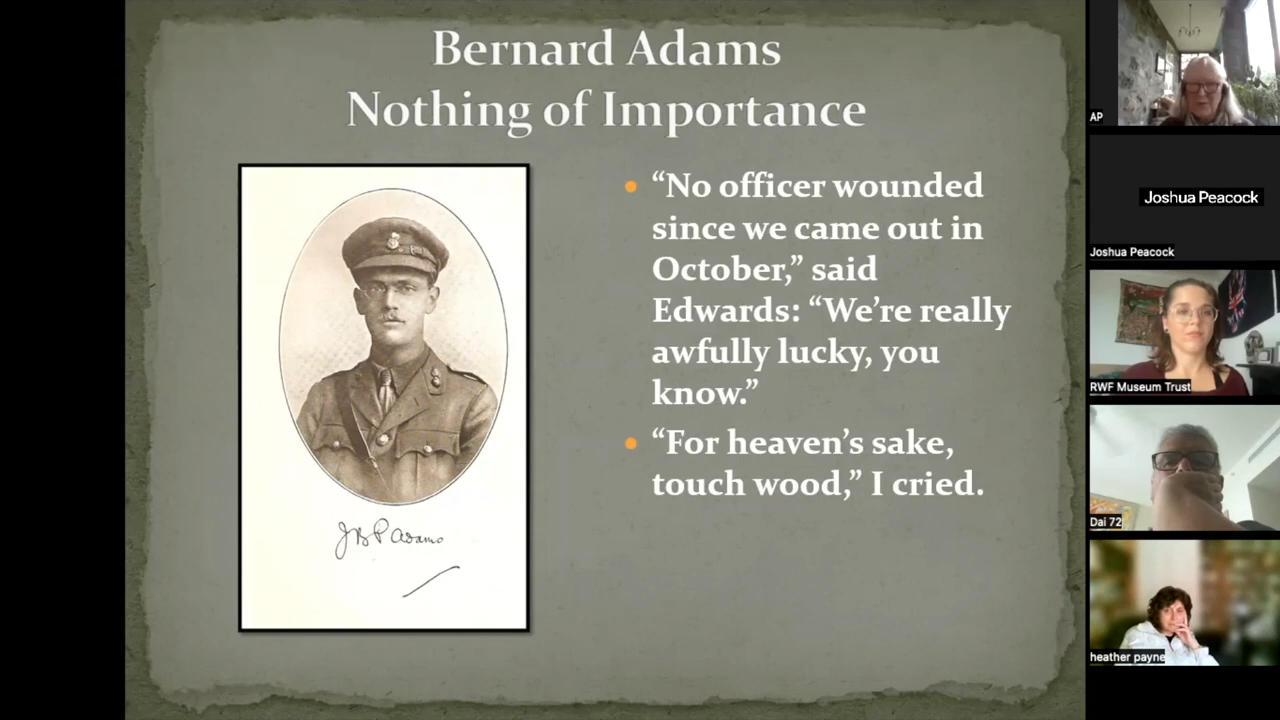 Bernard Adams
Nothing of Importance
“No officer wounded
since we came out in
October,” said
Edwards: “We’re really
awfully lucky, you
know.”
“For heaven’s sake,
touch wood,” I cried.
JBP Adams
AP
Joshua Peacock
Joshua Peacock
RWF Museum Trust
Dai 72
heather payne